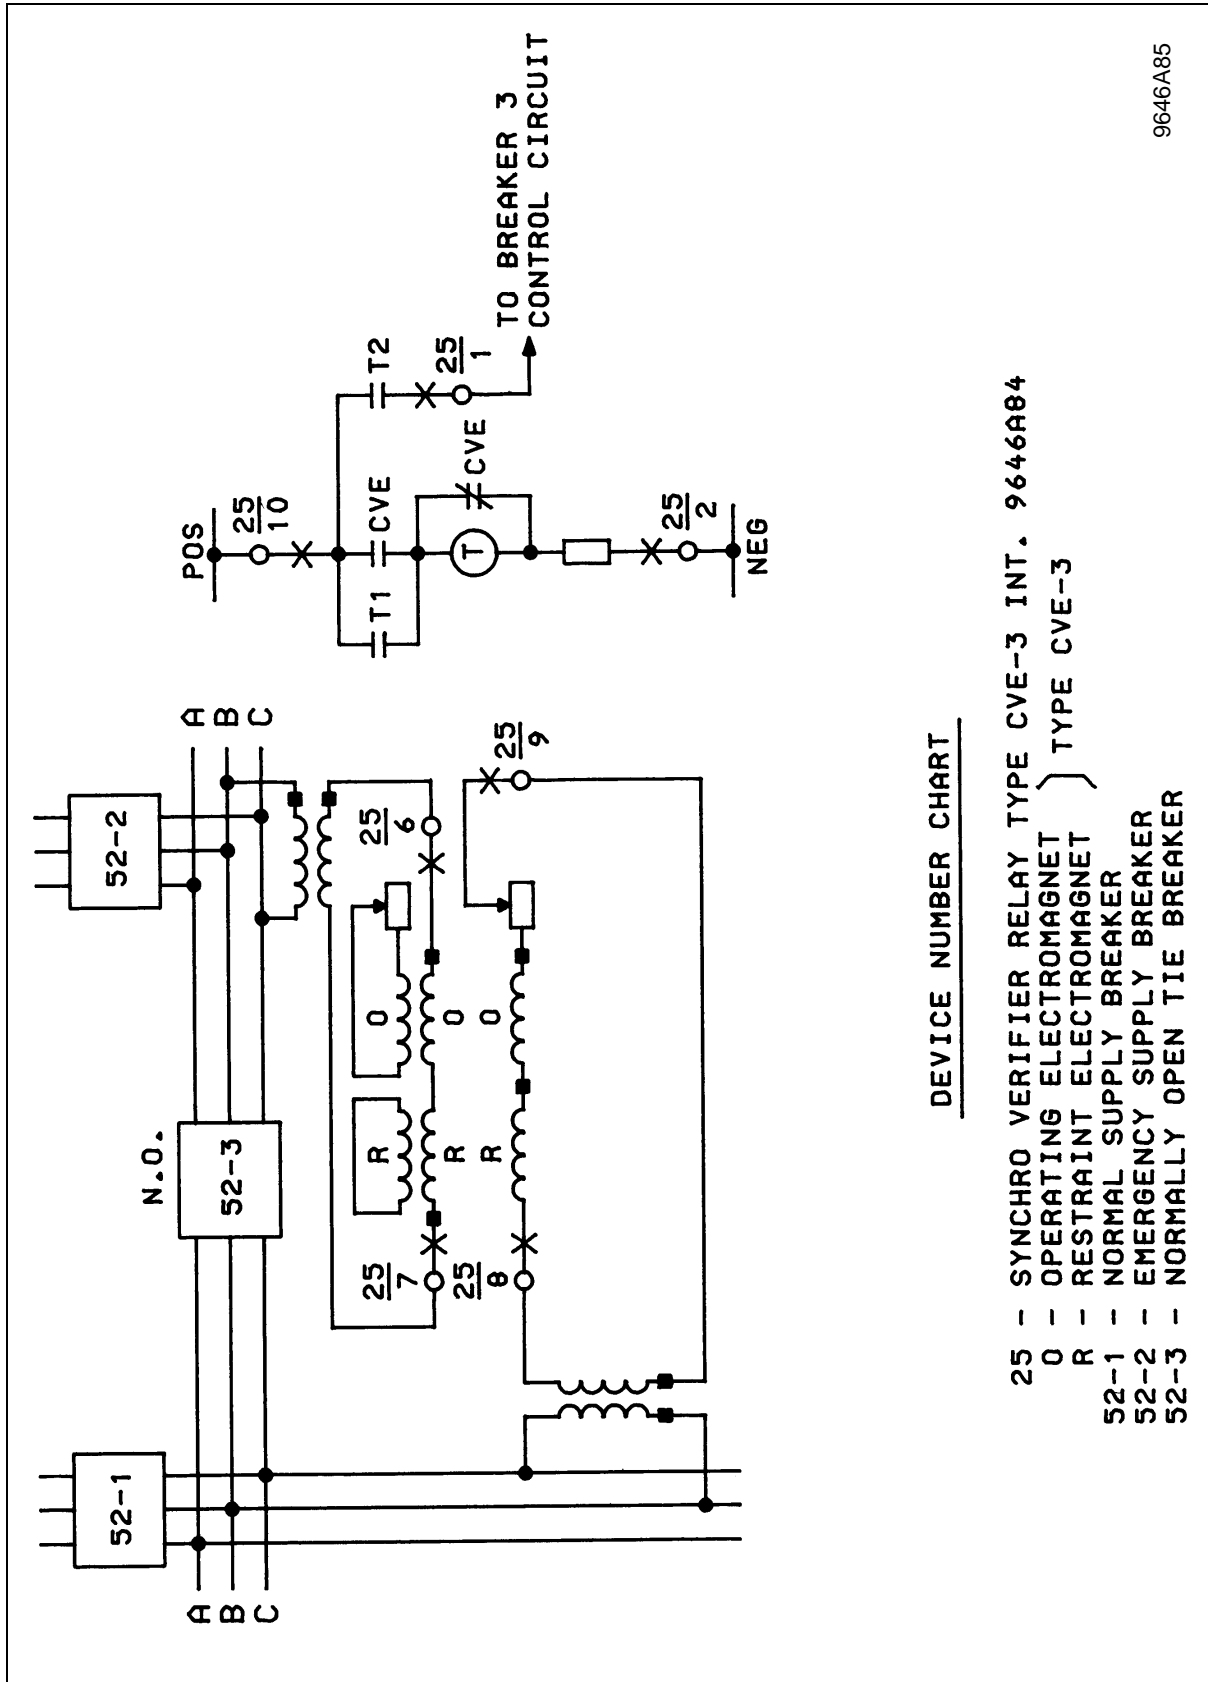 A
B
C
52-1
N.O.
52-3
52-2
A
B
C
25
7
25
8
R
R
R
O
O
O
25
6
25
9
POS
25
10
T1
CVE
T
CVE
T2
25
1
25
2
NEG
TO BREAKER 3
CONTROL CIRCUIT
DEVICE NUMBER CHART
25 - SYNCHRO VERIFIER RELAY TYPE CVE-3 INT. 9646A84
O - OPERATING ELECTROMAGNET
R - RESTRAINT ELECTROMAGNET
) TYPE CVE-3
52-1 - NORMAL SUPPLY BREAKER
52-2 - EMERGENCY SUPPLY BREAKER
52-3 - NORMALLY OPEN TIE BREAKER
9646A85